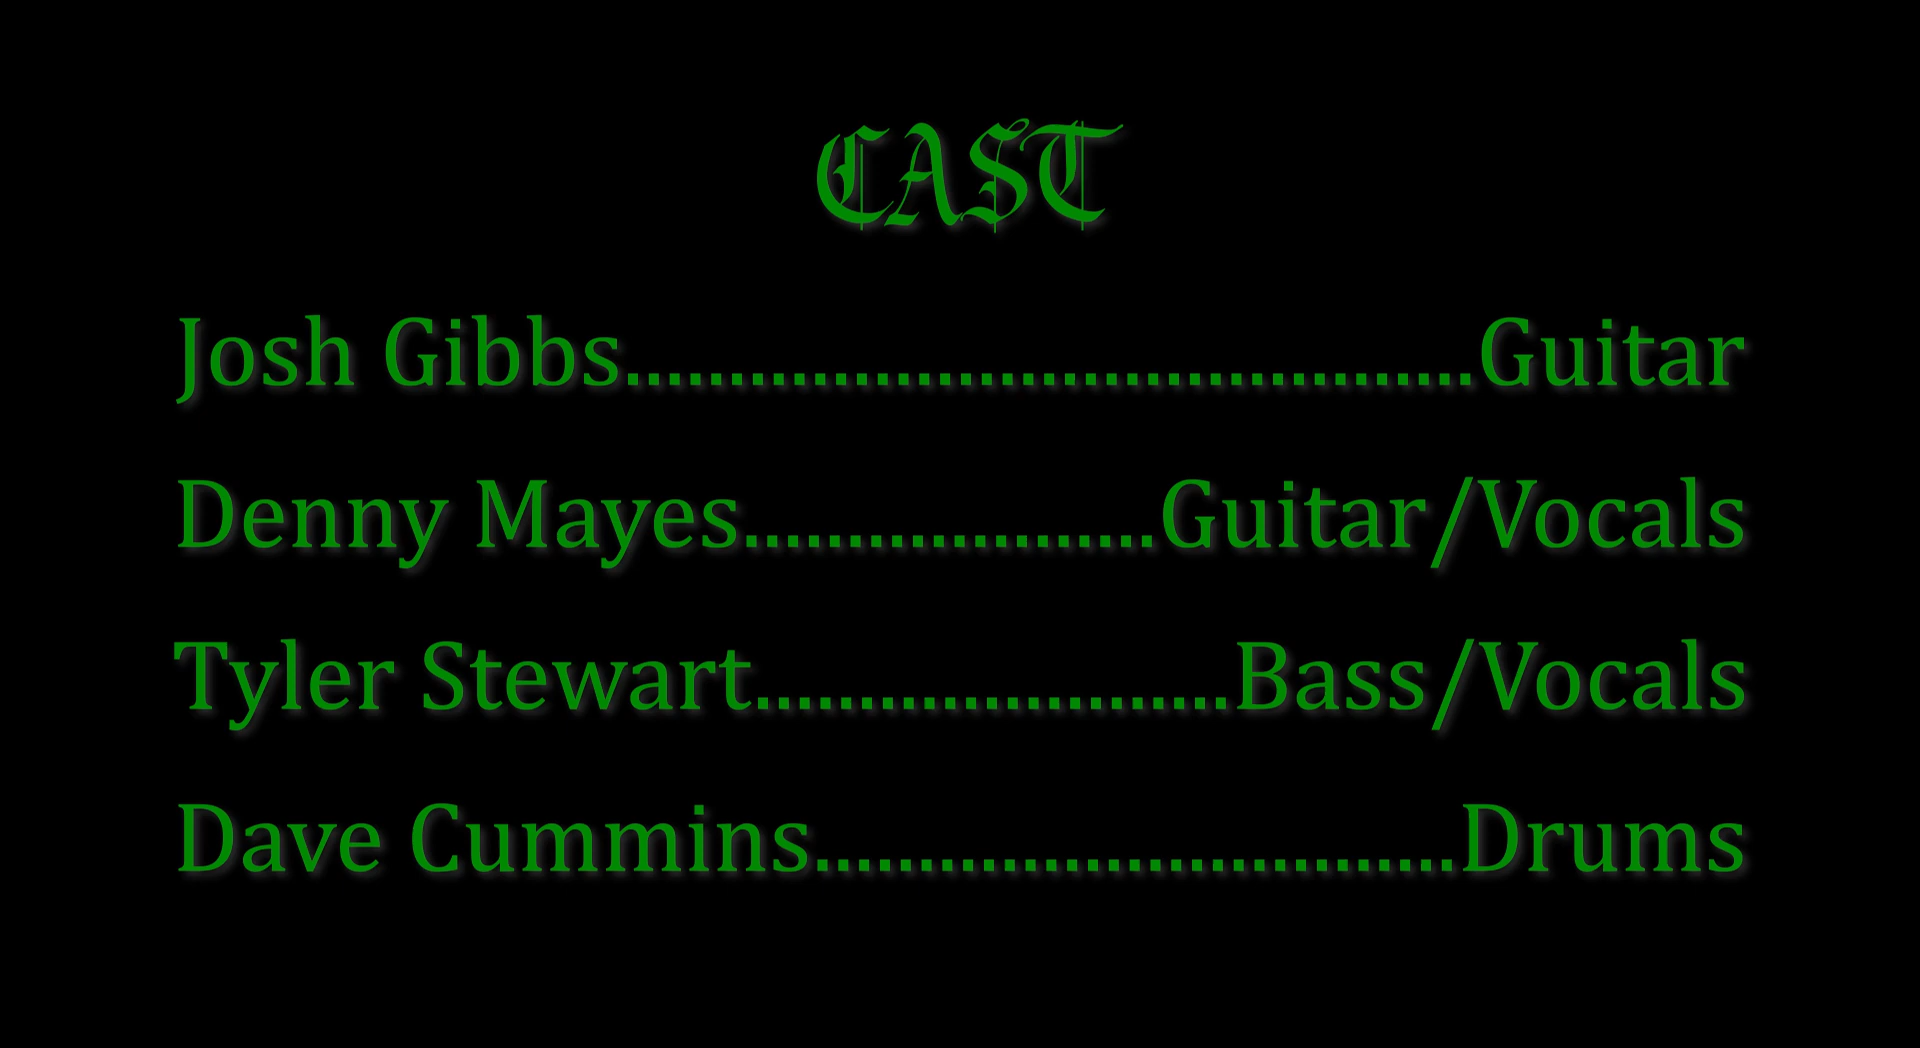 CAST
Josh Gibbs.........................................Guitar
Denny Mayes....................Guitar/Vocals
Tyler Stewart.......................Bass/Vocals
Dave Cummins...............................Drums